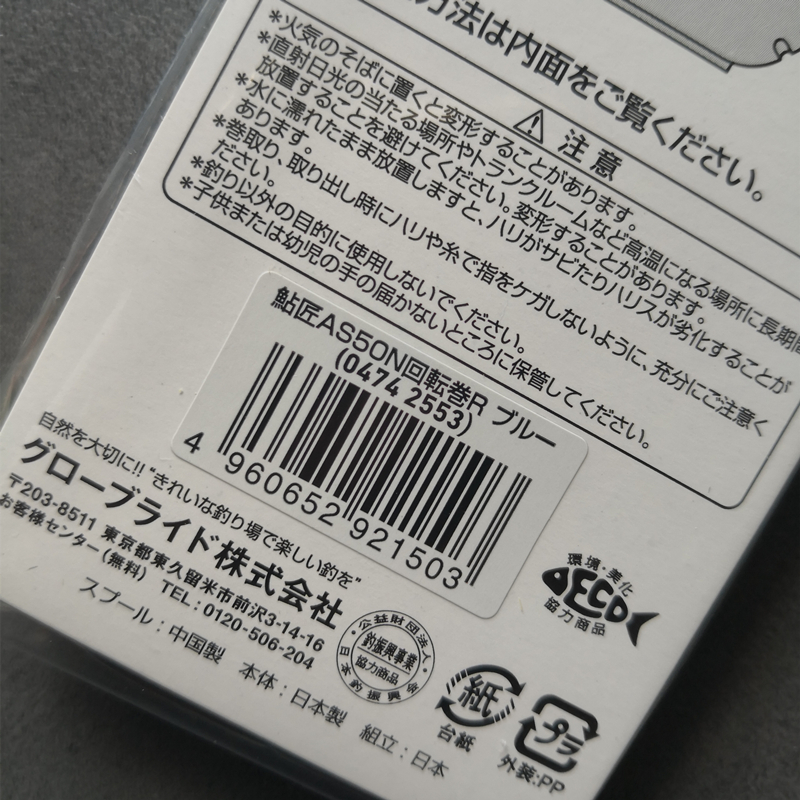 方法は内面をご覧ください。
注意
*火気のそばに置くと変形することがあります。
*直射日光の当たる場所やトランクルームなど高温になる場所に長期間
放置することを避けてください。変形することがあります。
*水に濡れたまま放置しますと、ハリがサビたりハリスが劣化することが
あります。
*巻取り、取り出し時にハリや糸で指をケガしないように、充分にご注意く
ださい。
*釣り以外の目的に使用しないでください。
*子供または幼児の手の届かないところに保管してください。
鮎匠AS50N回転巻R ブルー
(0474 2553)
4 960652 921503
自然を大切に!!"きれいな釣り場で楽しい釣を"
グローブライド株式会社
〒203-8511 東京都東久留米市前沢3-14-16
お客様センター(無料) TEL:0120-506-204
スプール:中国製 本体:日本製 組立:日本
公益財団法人
釣振興事業
協力商品
日本釣振興会
環境・美化
ECO
協力商品
紙
台紙
プラ
外装:PP